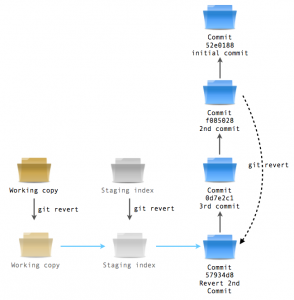 Commit
52e0188
initial commit
Commit
f085028
2nd commit
git revert
Working copy
Staging index
Commit
0d7e2c1
3rd commit
git revert
git revert
Working copy
Staging index
Commit
57934d8
Revert 2nd
Commit